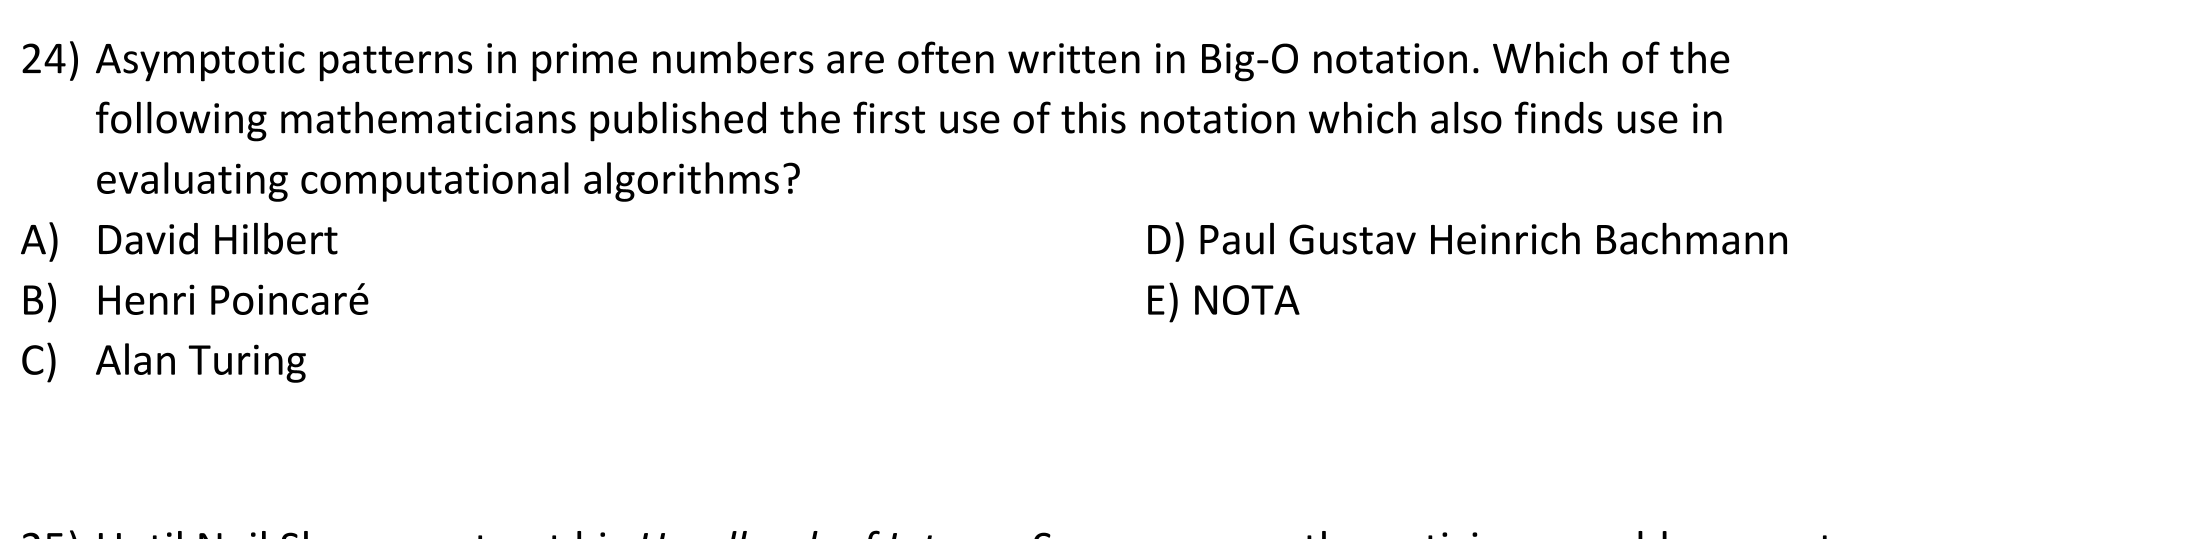 24) Asymptotic patterns in prime numbers are often written in Big-O notation. Which of the
following mathematicians published the first use of this notation which also finds use in
evaluating computational algorithms?
A) David Hilbert
B) Henri Poincaré
C) Alan Turing
D) Paul Gustav Heinrich Bachmann
E) NOTA